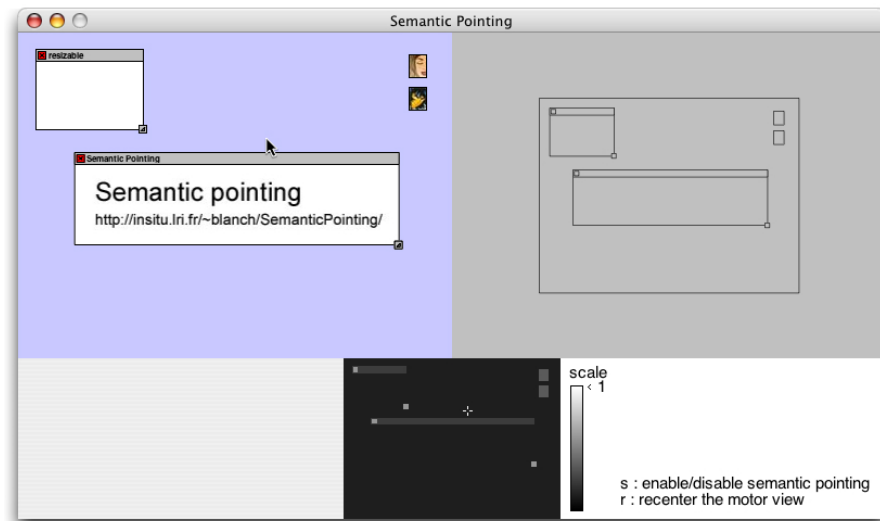 Semantic Pointing
resizable
Semantic Pointing
Semantic pointing
http://insitu.lri.fr/~blanch/SemanticPointing/
scale
< 1
s : enable/disable semantic pointing
r : recenter the motor view